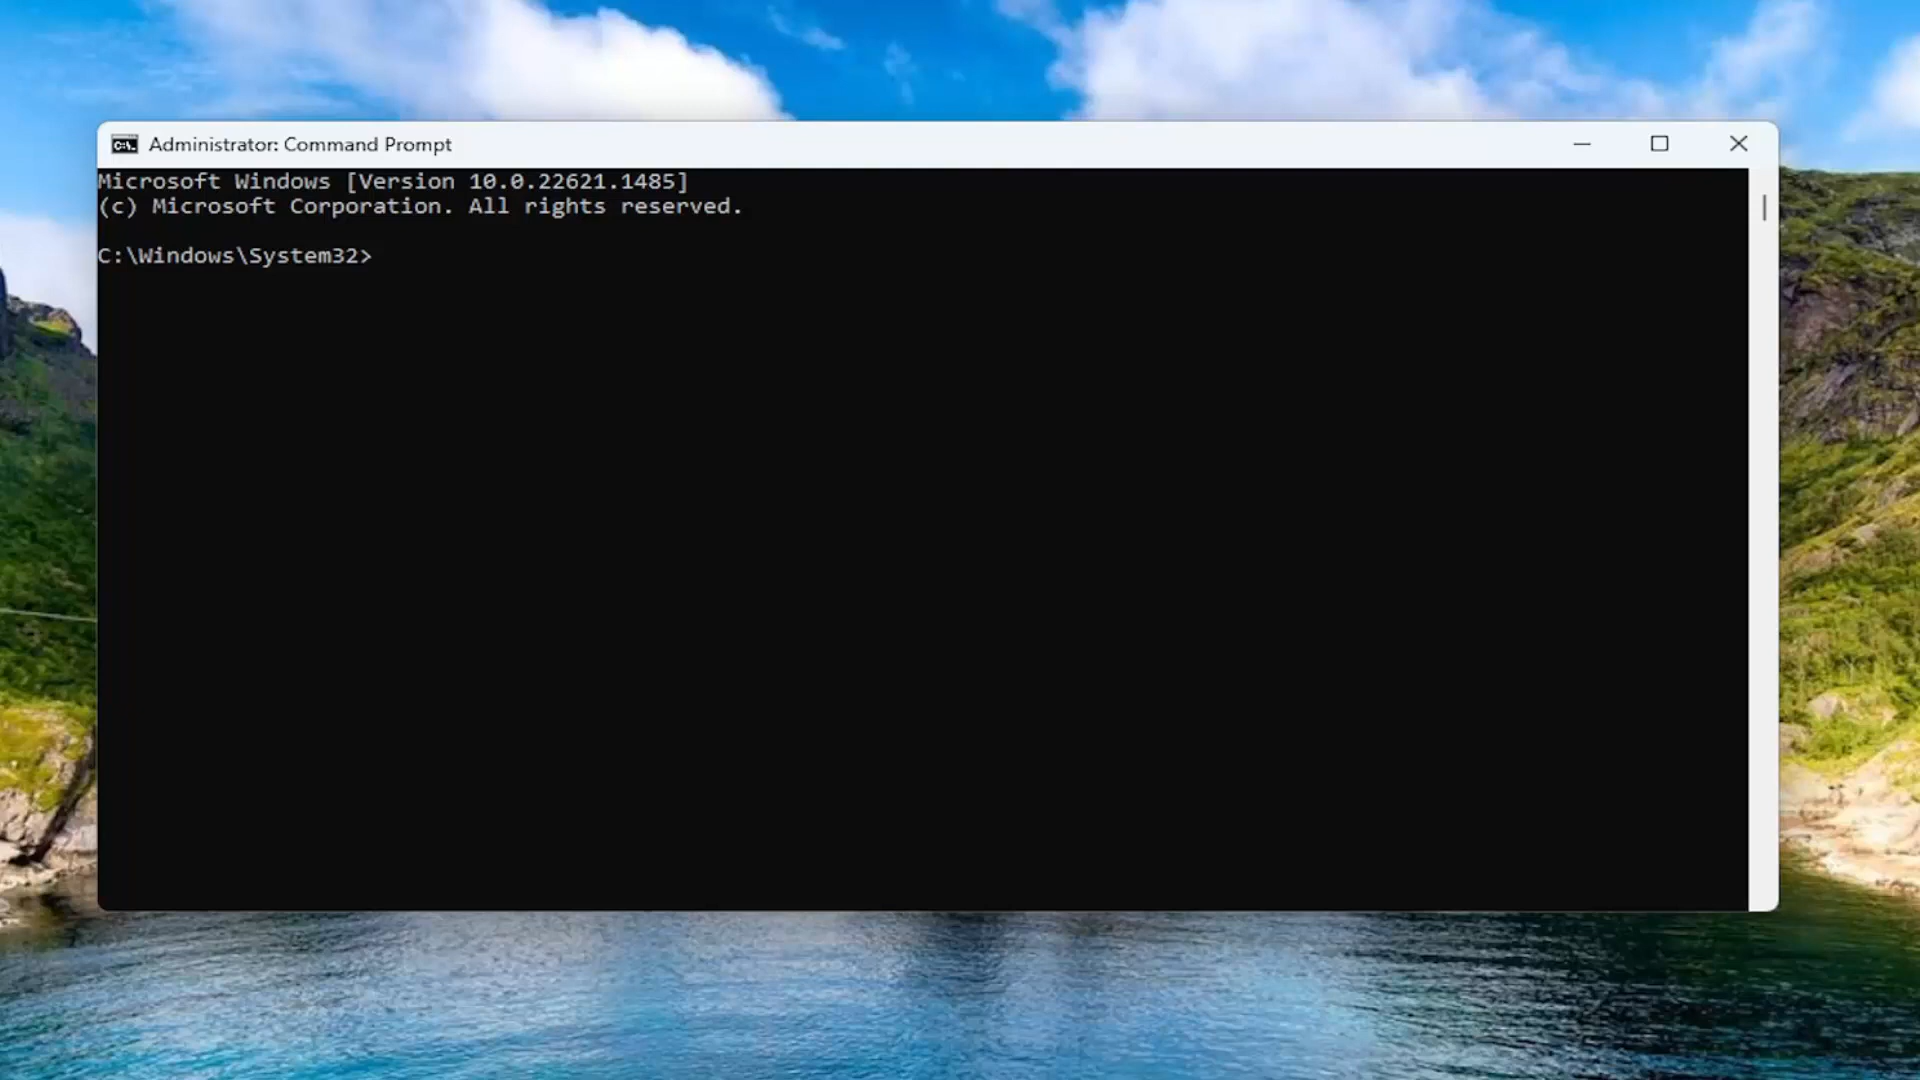 Administrator: Command Prompt
Microsoft Windows [Version 10.0.22621.1485]
(c) Microsoft Corporation. All rights reserved.
C:\Windows\System32>